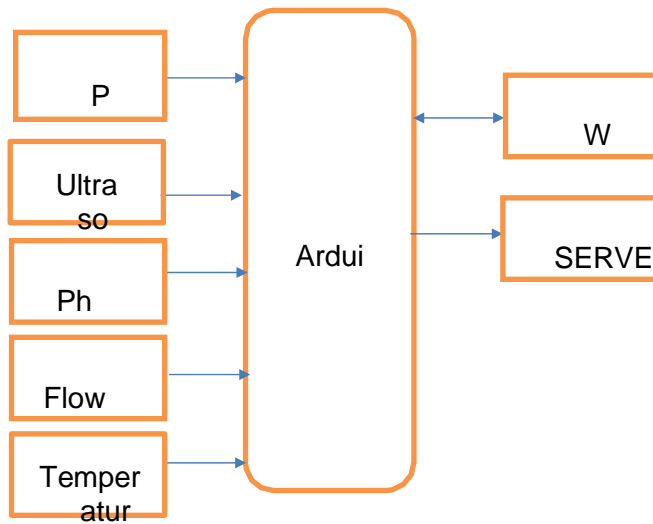 P
Ultra
so
Ph
Flow
Temper
atur
Ardui
W
SERVE